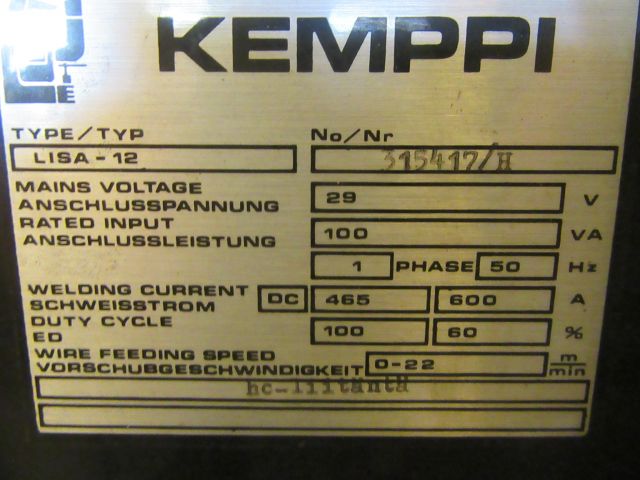 KEMPPI
TYPE/TYP No/Nr
LISA-12 315417/H
MAINS VOLTAGE
ANSCHLUSSPANNUNG 29 V
RATED INPUT
ANSCHLUSSLEISTUNG 100 VA
1 PHASE 50 Hz
WELDING CURRENT
SCHWEISSTROM DC 465 600 A
DUTY CYCLE
ED 100 60 %
WIRE FEEDING SPEED
VORSCHUBGESCHWINDIGKEIT 0-22 m/min
hc-liitäntä